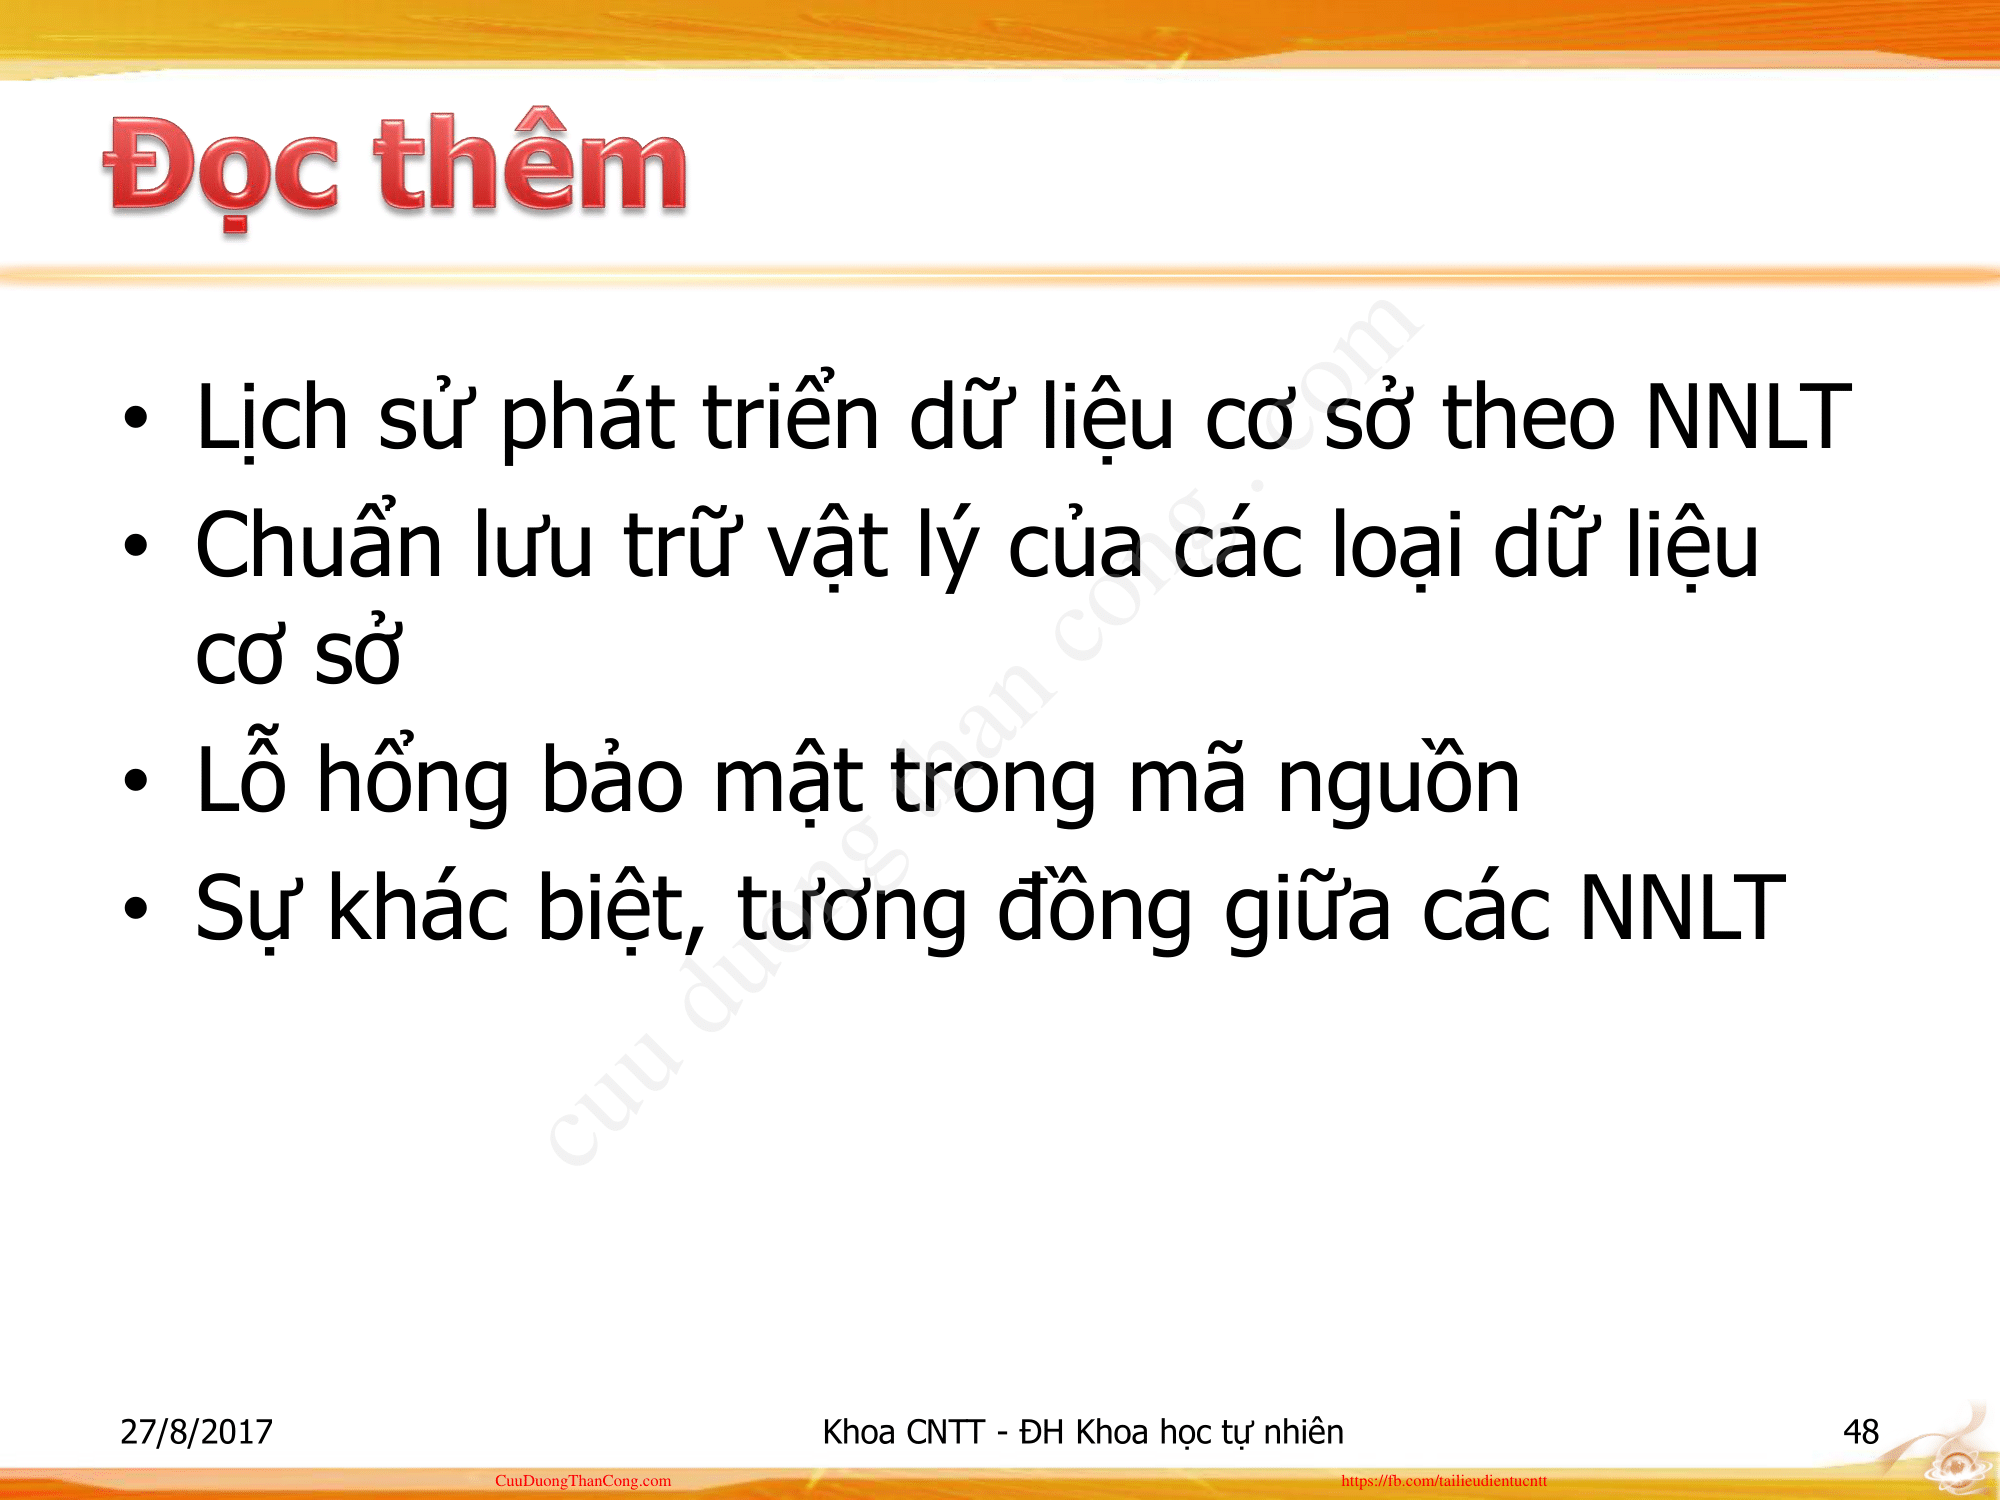 Đọc thêm
• Lịch sử phát triển dữ liệu cơ sở theo NNLT
• Chuẩn lưu trữ vật lý của các loại dữ liệu
cơ sở
• Lỗ hổng bảo mật trong mã nguồn
• Sự khác biệt, tương đồng giữa các NNLT
cuu duong than cong . com
27/8/2017
Khoa CNTT - ĐH Khoa học tự nhiên
48
CuuDuongThanCong.com
https://fb.com/tailieudientucntt